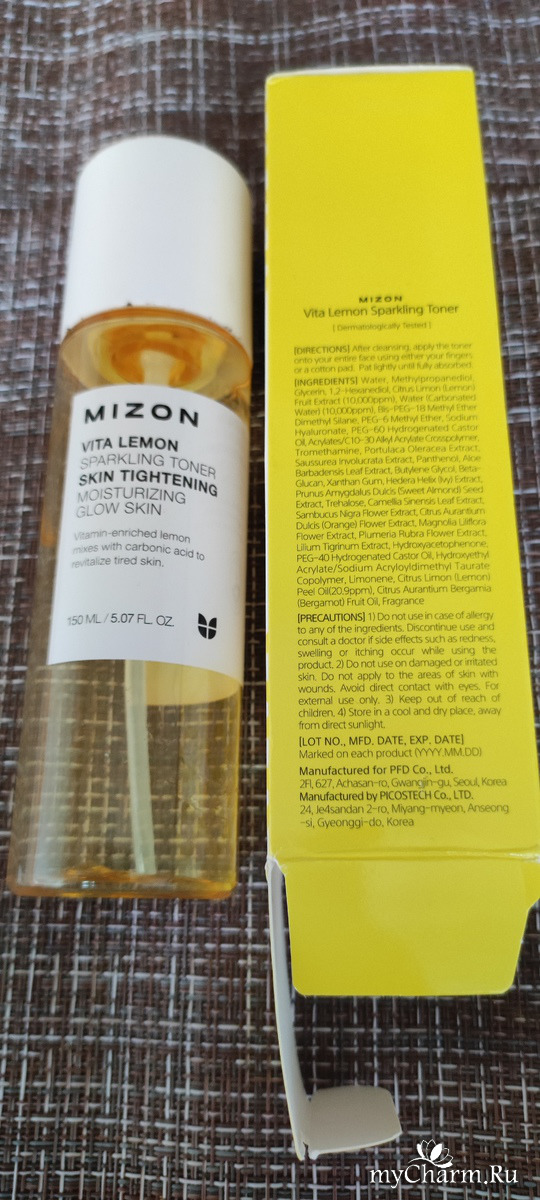 MIZON
VITA LEMON
SPARKLING TONER
SKIN TIGHTENING
MOISTURIZING
GLOW SKIN
Vitamin-enriched lemon
mixes with carbonic acid to
revitalize tired skin.
150 ML / 5.07 FL. OZ.
MIZON
Vita Lemon Sparkling Toner
[ Dermatologically Tested ]
[DIRECTIONS] After cleansing, apply the toner
onto your entire face using either your fingers
or a cotton pad. Pat lightly until fully absorbed.
[INGREDIENTS] Water, Methylpropanediol,
Glycerin, 1,2-Hexanediol, Citrus Limon (Lemon)
Fruit Extract (10,000ppm), Water (Carbonated
Water) (10,000ppm), Bis-PEG-18 Methyl Ether
Dimethyl Silane, PEG-6 Methyl Ether, Sodium
Hyaluronate, PEG-60 Hydrogenated Castor
Oil, Acrylates/C10-30 Alkyl Acrylate Crosspolymer,
Tromethamine, Portulaca Oleracea Extract,
Saussurea Involucrata Extract, Panthenol, Aloe
Barbadensis Leaf Extract, Butylene Glycol, Beta-
Glucan, Xanthan Gum, Hedera Helix (Ivy) Extract,
Prunus Amygdalus Dulcis (Sweet Almond) Seed
Extract, Trehalose, Camellia Sinensis Leaf Extract,
Sambucus Nigra Flower Extract, Citrus Aurantium
Dulcis (Orange) Flower Extract, Magnolia Liliflora
Flower Extract, Plumeria Rubra Flower Extract,
Lilium Tigrinum Extract, Hydroxyacetophenone,
PEG-40 Hydrogenated Castor Oil, Hydroxyethyl
Acrylate/Sodium Acryloyldimethyl Taurate
Copolymer, Limonene, Citrus Limon (Lemon)
Peel Oil(20.9ppm), Citrus Aurantium Bergamia
(Bergamot) Fruit Oil, Fragrance
[PRECAUTIONS] 1) Do not use in case of allergy
to any of the ingredients. Discontinue use and
consult a doctor if side effects such as redness,
swelling or itching occur while using the
product. 2) Do not use on damaged or irritated
skin. Do not apply to the areas of skin with
wounds. Avoid direct contact with eyes. For
external use only. 3) Keep out of reach of
children. 4) Store in a cool and dry place, away
from direct sunlight.
[LOT NO., MFD. DATE, EXP. DATE]
Marked on each product (YYYY.MM.DD)
Manufactured for PFD Co., Ltd.
2Fl, 627, Achasan-ro, Gwangjin-gu, Seoul, Korea
Manufactured by PICOSTECH Co., LTD.
24, Je4sandan 2-ro, Miyang-myeon, Anseong
-si, Gyeonggi-do, Korea
myCharm.Ru